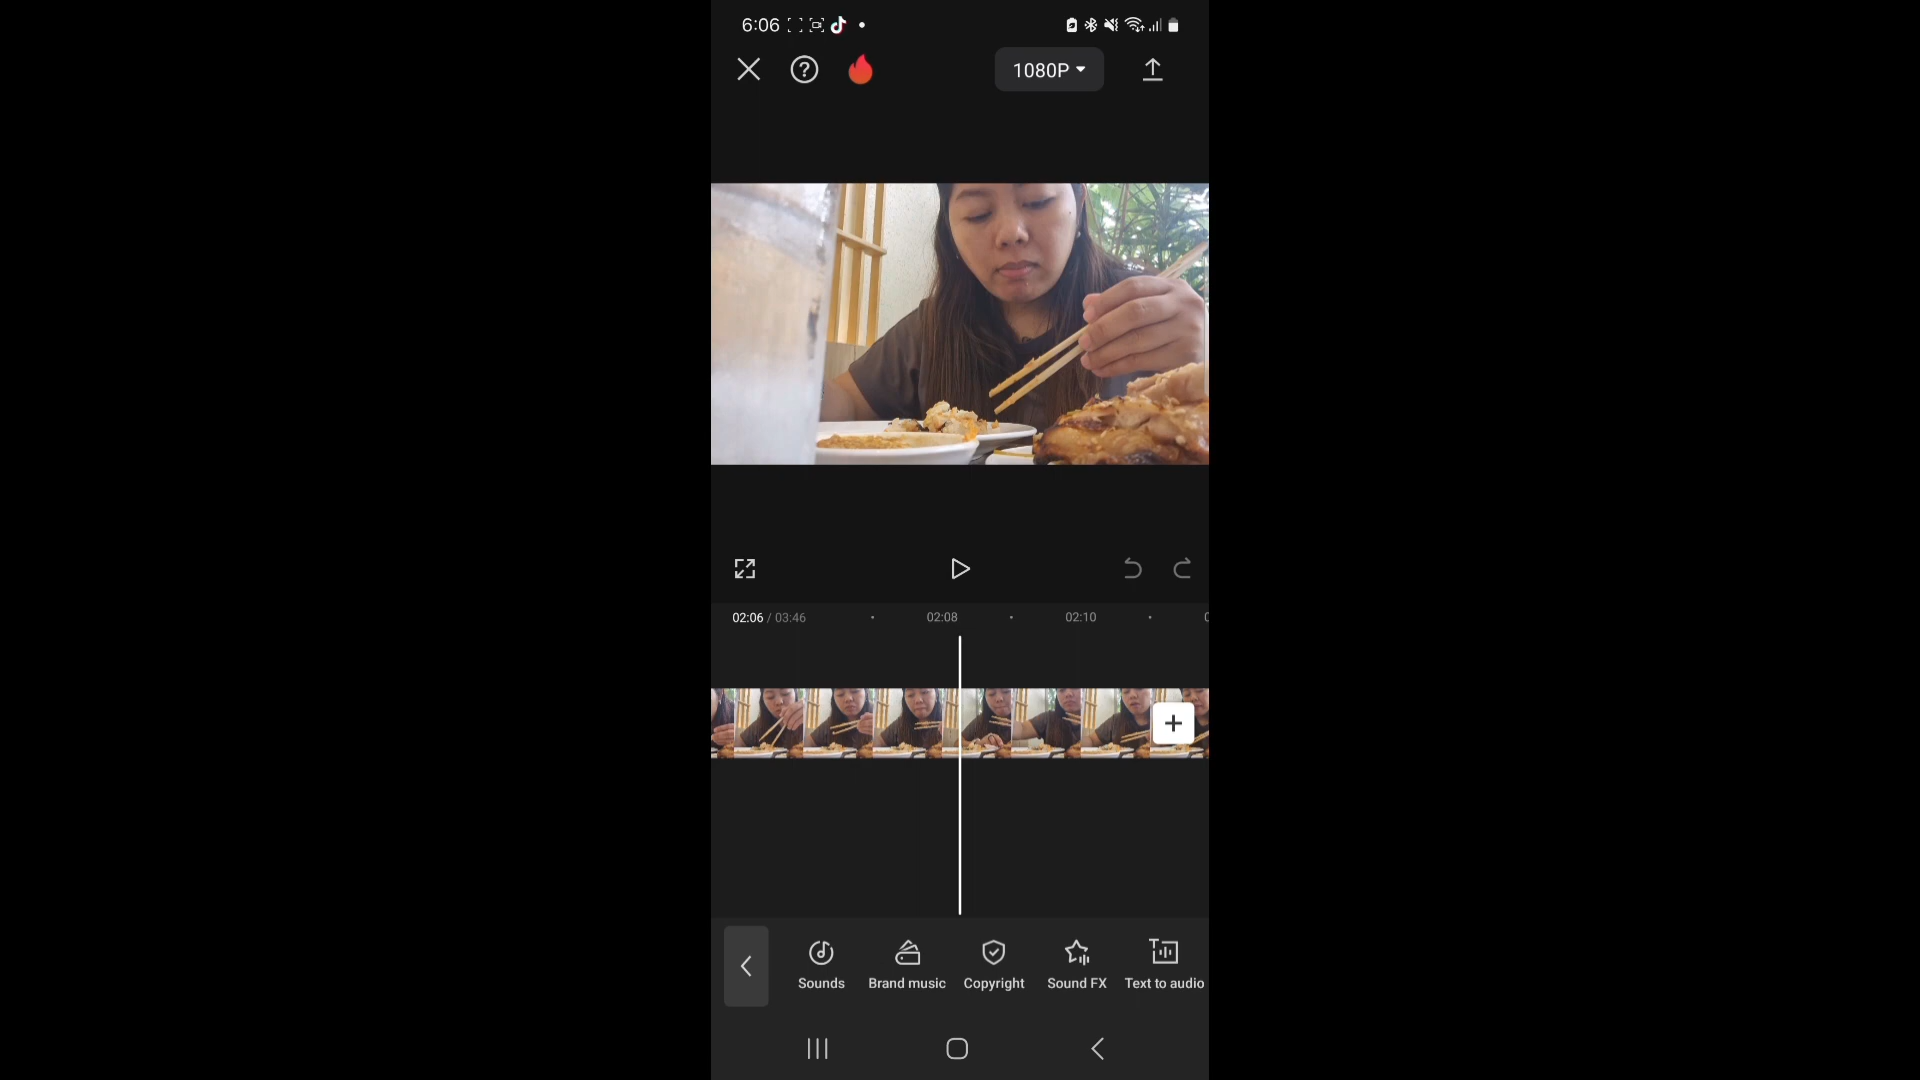 6:06
1080P
02:06 / 03:46
02:08
02:10
Sounds
Brand music
Copyright
Sound FX
Text to audio